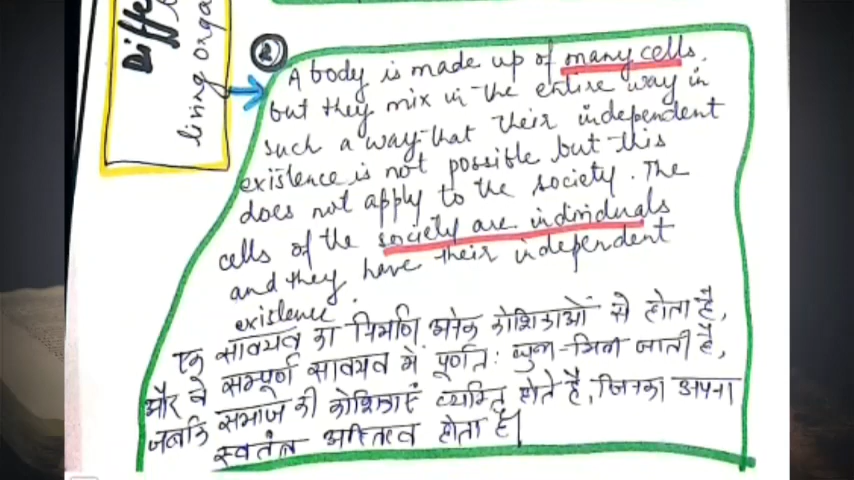 Diffe
living orga
②
A body is made up of many cells.
but they mix in the entire way in
such a way that their independent
existence is not possible but this
does not apply to the society. The
cells of the society are individuals
and they have their independent
existence.
एक सावयव का निर्माण अनेक कोशिकाओं से होता है,
और वे सम्पूर्ण सावयव में पूर्णत: घुल-मिल जाती है,
जबकि समाज की कोशिकाएं व्यक्ति होते है, जिनका अपना
स्वतंत्र अस्तित्व होता है।